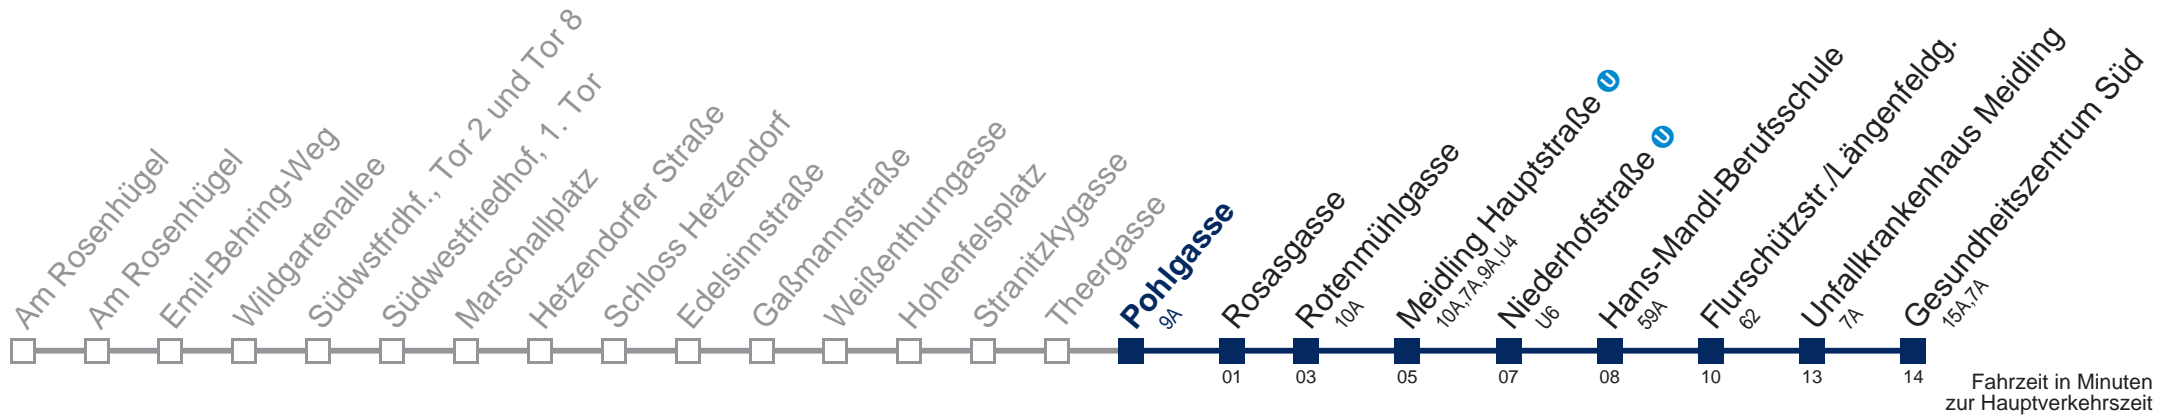 Am Rosenhügel
Am Rosenhügel
Emil-Behring-Weg
Wildgartenallee
Südwstfrdhf., Tor 2 und Tor 8
Südwestfriedhof, 1. Tor
Marschallplatz
Hetzendorfer Straße
Schloss Hetzendorf
Edelsinnstraße
Gaßmannstraße
Weißenthurngasse
Hohenfelsplatz
Stranitzkygasse
Theergasse
Pohlgasse
9A
Rosasgasse
Rotenmühlgasse
10A
Meidling Hauptstraße U
10A,7A,9A,U4
Niederhofstraße U
U6
Hans-Mandl-Berufsschule
59A
Flurschützstr./Längenfeldg.
62
Unfallkrankenhaus Meidling
7A
Gesundheitszentrum Süd
15A,7A
01 03 05 07 08 10 13 14
Fahrzeit in Minuten
zur Hauptverkehrszeit